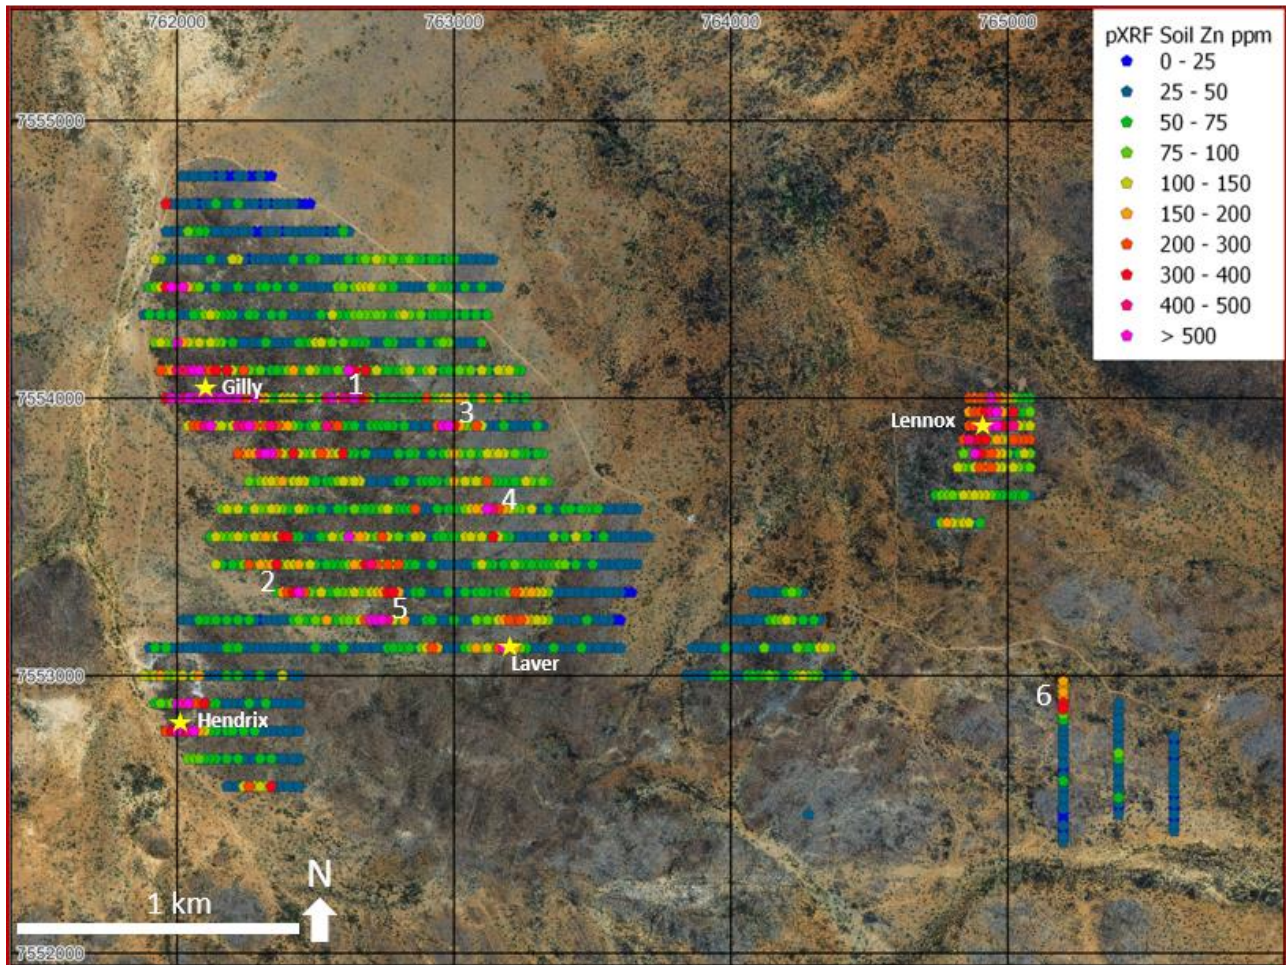 762000 763000 764000 765000
pXRF Soil Zn ppm
0 - 25
25 - 50
50 - 75
75 - 100
100 - 150
150 - 200
200 - 300
300 - 400
400 - 500
> 500
7555000
Gilly
1
7554000
3
Lennox
4
2
5
Laver
7553000
6
Hendrix
N
1 km
7552000